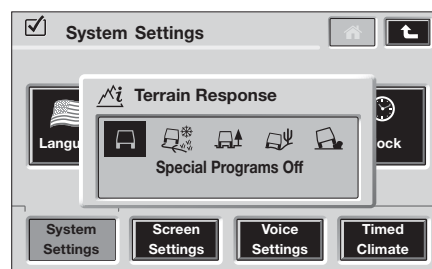 System Settings
i Terrain Response
Langu
ock
Special Programs Off
System Settings
Screen Settings
Voice Settings
Timed Climate